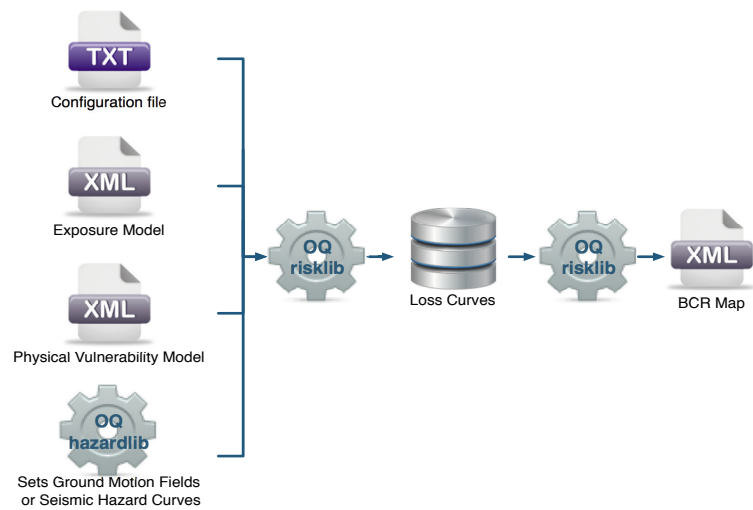 TXT
Configuration file
XML
Exposure Model
XML
Physical Vulnerability Model
OQ
hazardlib
Sets Ground Motion Fields
or Seismic Hazard Curves
OQ
risklib
Loss Curves
OQ
risklib
XML
BCR Map